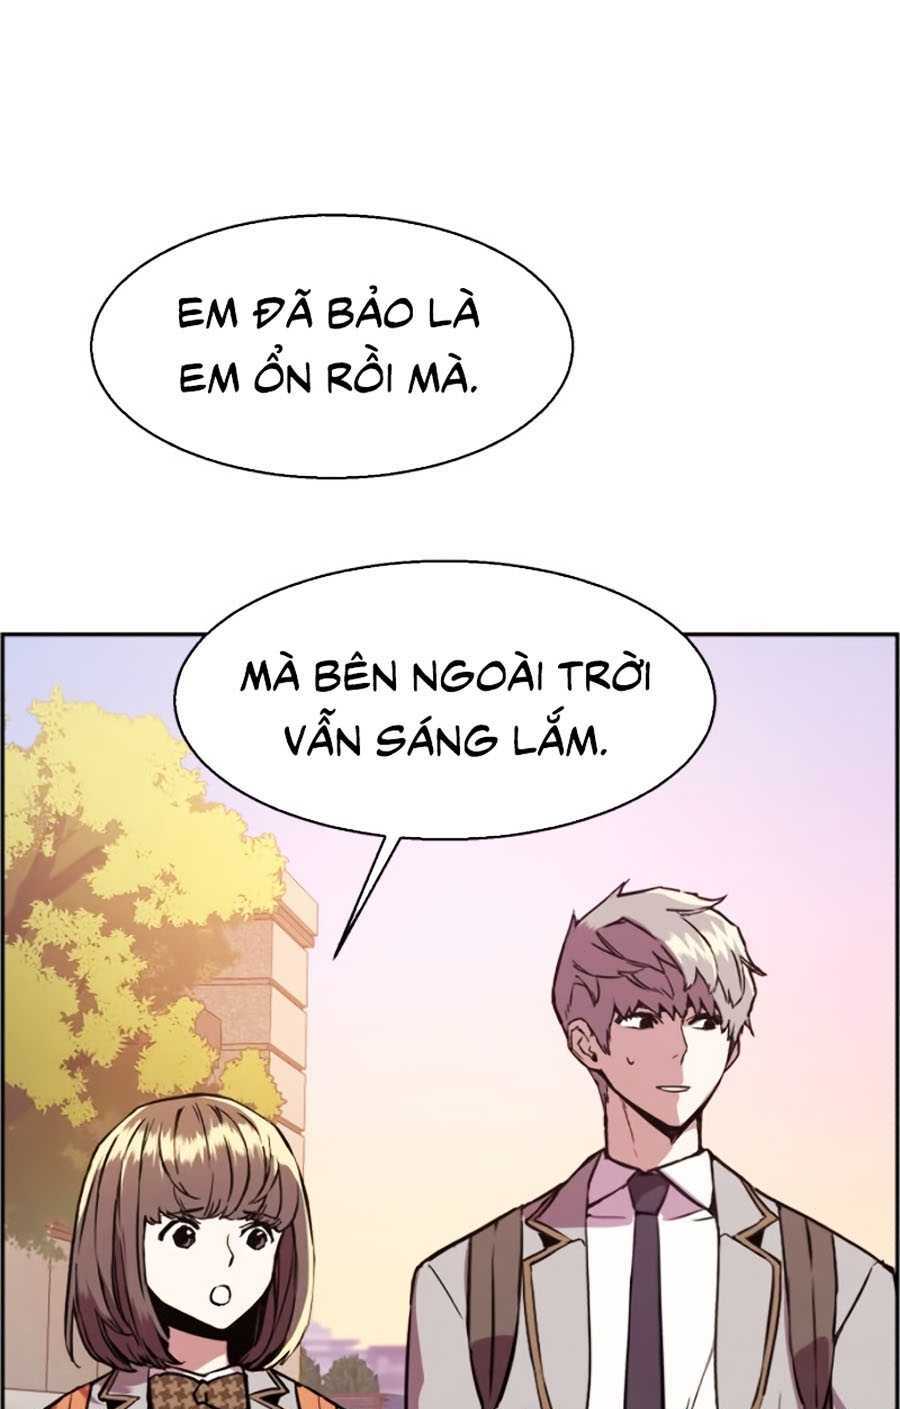 EM ĐÃ BẢO LÀ
EM ỔN RỒI MÀ.
MÀ BÊN NGOÀI TRỜI
VẪN SÁNG LẮM.